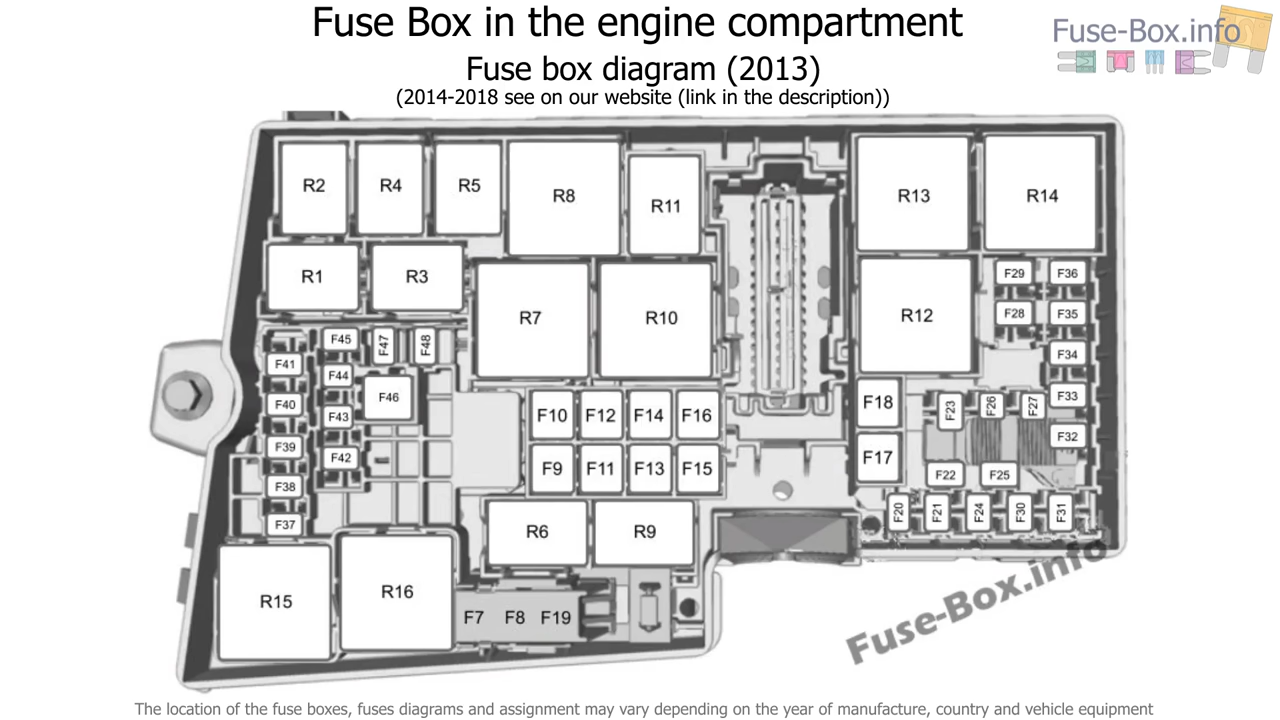 Fuse Box in the engine compartment
Fuse-Box.info
Fuse box diagram (2013)
(2014-2018 see on our website (link in the description))
R2 R4 R5 R8 R11 R13 R14
R1 R3 R7 R10 R12 F29 F36
F28 F35
F45 F47 F48 F34
F41 F44 F46 F18 F23 F26 F27 F33
F40 F43 F10 F12 F14 F16 F32
F39 F42 F9 F11 F13 F15 F17 F22 F25
F38
F37 R6 R9 F20 F21 F24 F30 F31
R15 R16 F7 F8 F19
Fuse-Box.info
The location of the fuse boxes, fuses diagrams and assignment may vary depending on the year of manufacture, country and vehicle equipment